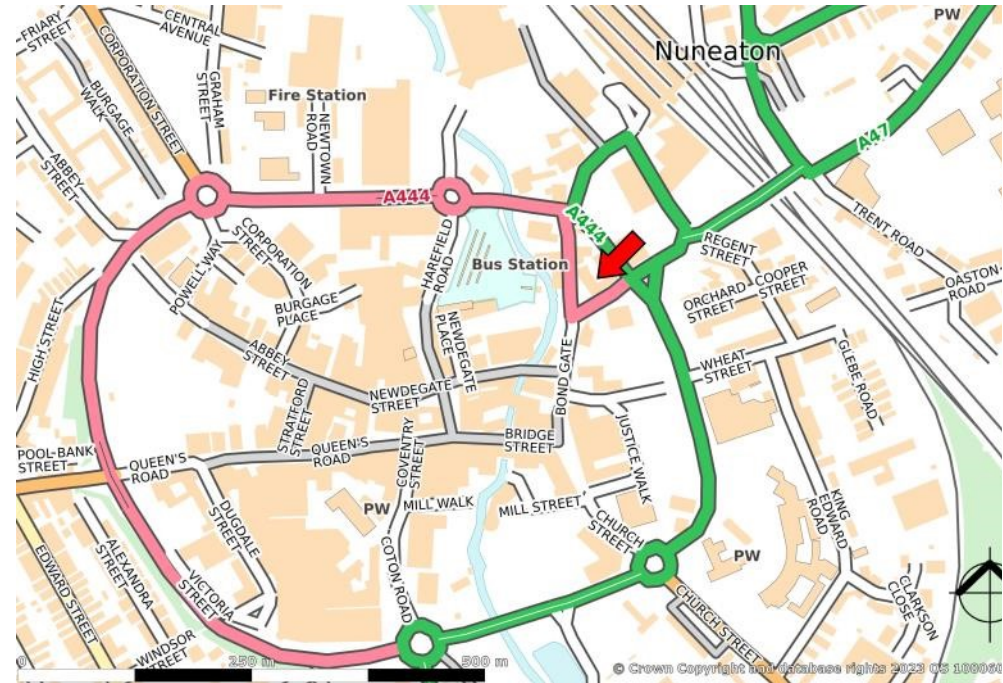 FRIARY
STREET
CENTRAL
AVENUE
CORPORATION STREET
GRAHAM
STREET
PW
Nuneaton
BURGAGE
WALK
Fire Station
NEWTOWN
ROAD
ABBEY
STREET
A47
A444
A444
TRENT ROAD
REGENT
STREET
POWELL WAY
CORPORATION
STREET
HAREFIELD
ROAD
Bus Station
ORCHARD
STREET
COOPER
STREET
OASTON
ROAD
BURGAGE
PLACE
HIGH STREET
ABBEY
STREET
NEWDEGATE
PLACE
BOND GATE
WHEAT
STREET
GLEBE ROAD
STRATFORD
STREET
NEWDEGATE
STREET
JUSTICE WALK
POOL BANK
STREET
QUEEN'S
ROAD
QUEEN'S
ROAD
COVENTRY
STREET
BRIDGE
STREET
MILL WALK
MILL STREET
PW
DUGDALE
STREET
CHURCH
STREET
KING
EDWARD
ROAD
EDWARD STREET
ALEXANDRA
STREET
VICTORIA
STREET
COTON ROAD
PW
CLARKSON
CLOSE
CHURCH STREET
WINDSOR
STREET
0 250 m 500 m
© Crown Copyright and database rights 2023 OS